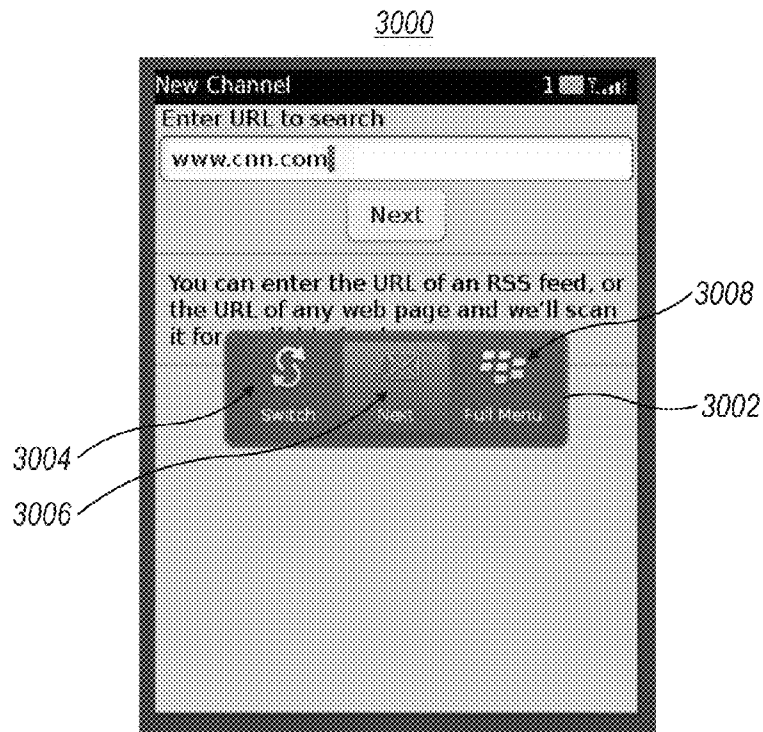 3000
New Channel 1
Enter URL to search
www.cnn.com
Next
You can enter the URL of an RSS feed, or
the URL of any web page and we'll scan
it for
Switch Full Menu
3008
3002
3004
3006